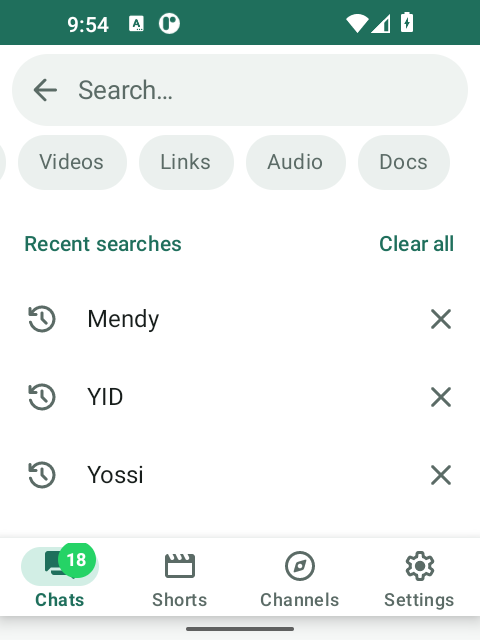 9:54
A
Search…
Videos
Links
Audio
Docs
Recent searches
Clear all
Mendy
YID
Yossi
18
Chats
Shorts
Channels
Settings